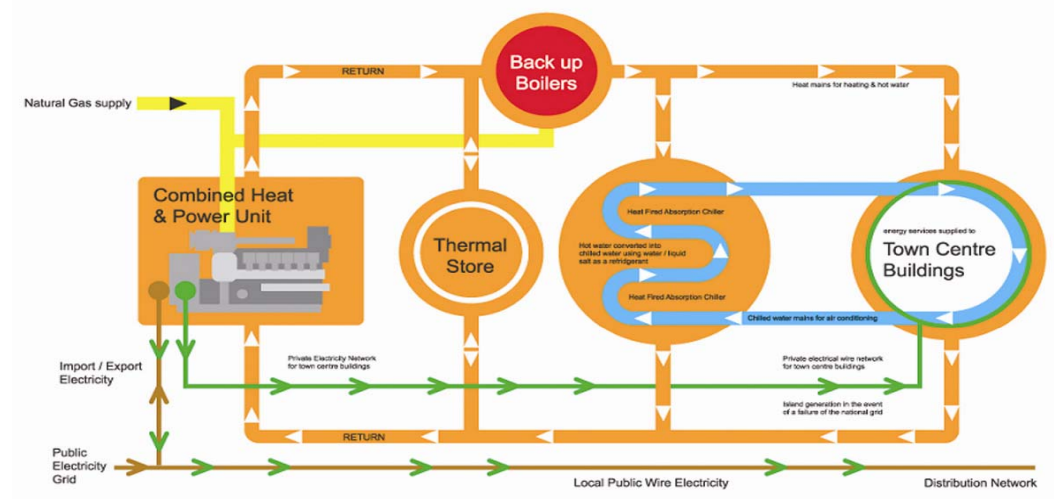 Back up
Boilers
RETURN
Heat mains for heating & hot water
Natural Gas supply
Combined Heat
& Power Unit
Thermal
Store
Heat Fired Absorption Chiller
Hot water converted into
chilled water using water / liquid
salt as a refridgerant
Heat Fired Absorption Chiller
energy services supplied to
Town Centre
Buildings
Chilled water mains for air conditioning
Import / Export
Electricity
Private Electricity Network
for town centre buildings
Private electrical wire network
for town centre buildings
Island generation in the event
of a failure of the national grid
RETURN
Public
Electricity
Grid
Local Public Wire Electricity
Distribution Network